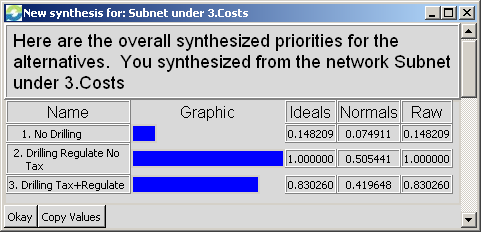 New synthesis for: Subnet under 3.Costs
Here are the overall synthesized priorities for the
alternatives. You synthesized from the network Subnet
under 3.Costs
Name Graphic Ideals Normals Raw
1. No Drilling 0.148209 0.074911 0.148209
2. Drilling Regulate No
Tax 1.000000 0.505441 1.000000
3. Drilling Tax+Regulate 0.830260 0.419648 0.830260
Okay Copy Values